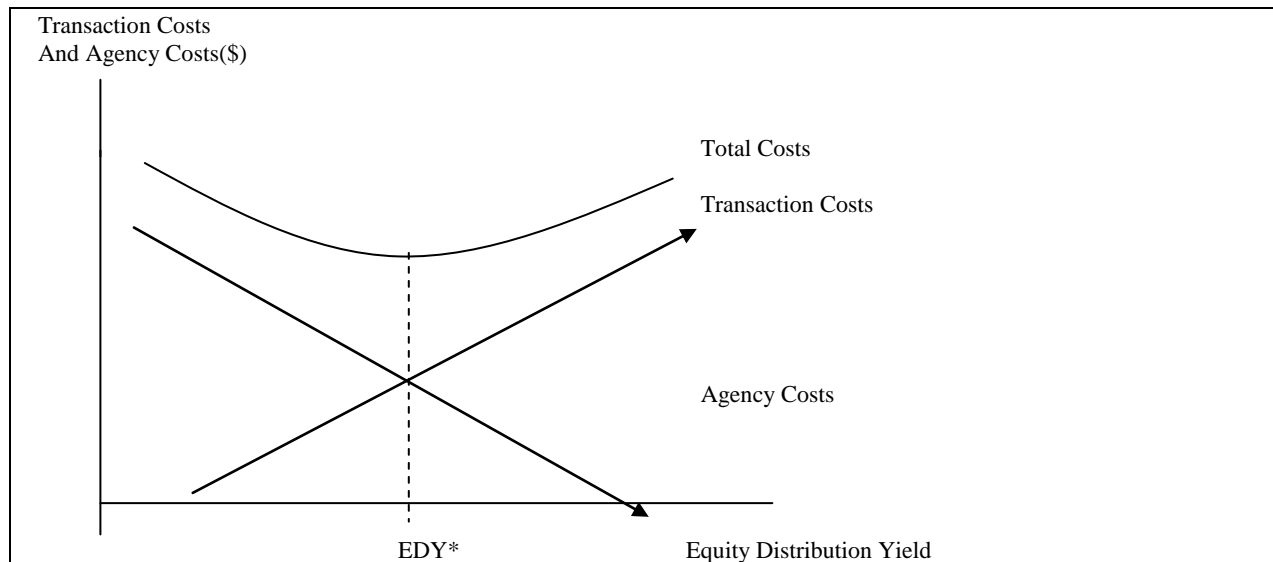 Transaction Costs
And Agency Costs($)
Total Costs
Transaction Costs
Agency Costs
EDY*
Equity Distribution Yield